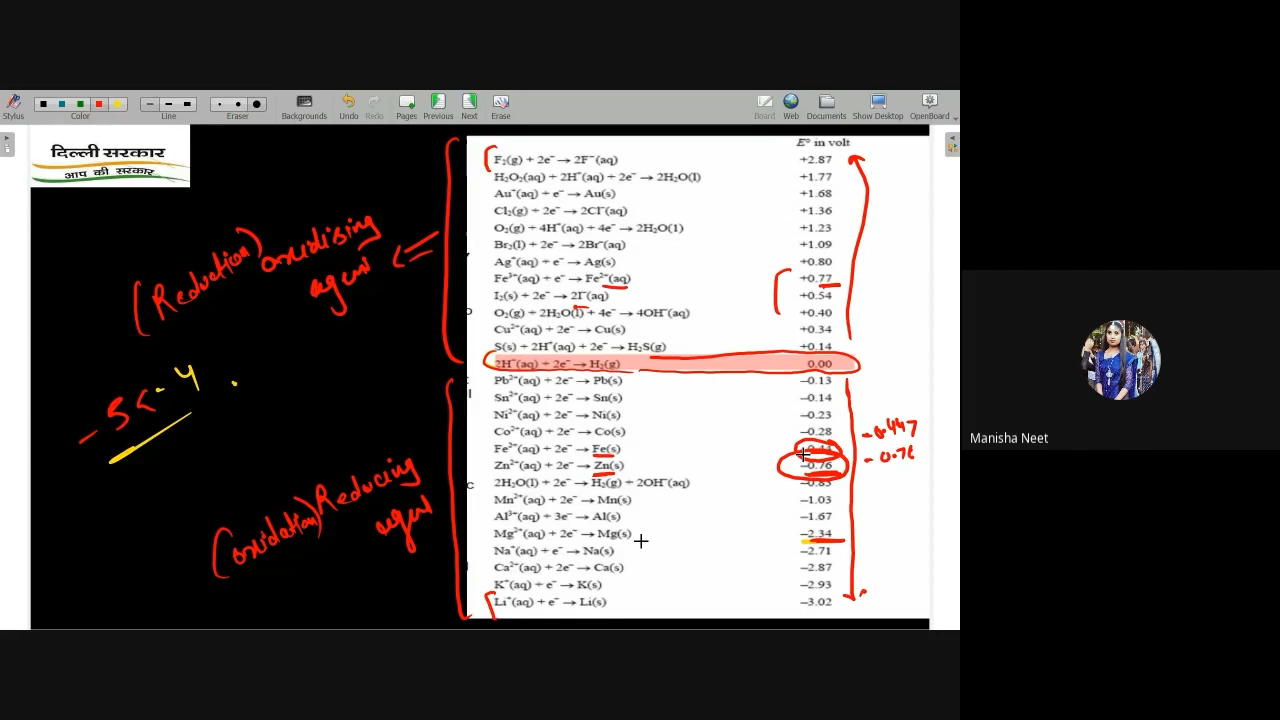 Stylus
Color
Line
Eraser
Backgrounds
Undo
Redo
Pages
Previous
Next
Erase
Board
Web
Documents
Show Desktop
OpenBoard
दिल्ली सरकार
आप की सरकार
E° in volt
F₂(g) + 2e⁻ → 2F⁻(aq) +2.87
H₂O₂(aq) + 2H⁺(aq) + 2e⁻ → 2H₂O(l) +1.77
Au⁺(aq) + e⁻ → Au(s) +1.68
Cl₂(g) + 2e⁻ → 2Cl⁻(aq) +1.36
O₂(g) + 4H⁺(aq) + 4e⁻ → 2H₂O(l) +1.23
Br₂(l) + 2e⁻ → 2Br⁻(aq) +1.09
Ag⁺(aq) + e⁻ → Ag(s) +0.80
Fe³⁺(aq) + e⁻ → Fe²⁺(aq) +0.77
I₂(s) + 2e⁻ → 2I⁻(aq) +0.54
O₂(g) + 2H₂O(l) + 4e⁻ → 4OH⁻(aq) +0.40
Cu²⁺(aq) + 2e⁻ → Cu(s) +0.34
S(s) + 2H⁺(aq) + 2e⁻ → H₂S(g) +0.14
2H⁺(aq) + 2e⁻ → H₂(g) 0.00
Pb²⁺(aq) + 2e⁻ → Pb(s) –0.13
Sn²⁺(aq) + 2e⁻ → Sn(s) –0.14
Ni²⁺(aq) + 2e⁻ → Ni(s) –0.23
Co²⁺(aq) + 2e⁻ → Co(s) –0.28
Fe²⁺(aq) + 2e⁻ → Fe(s)
Zn²⁺(aq) + 2e⁻ → Zn(s) –0.76
2H₂O(l) + 2e⁻ → H₂(g) + 2OH⁻(aq) –0.83
Mn²⁺(aq) + 2e⁻ → Mn(s) –1.03
Al³⁺(aq) + 3e⁻ → Al(s) –1.67
Mg²⁺(aq) + 2e⁻ → Mg(s) –2.34
Na⁺(aq) + e⁻ → Na(s) –2.71
Ca²⁺(aq) + 2e⁻ → Ca(s) –2.87
K⁺(aq) + e⁻ → K(s) –2.93
Li⁺(aq) + e⁻ → Li(s) –3.02
(Reduction) oxidising
agent
-5<-4
(oxidation) Reducing
agent
-0.447
-0.76
Manisha Neet